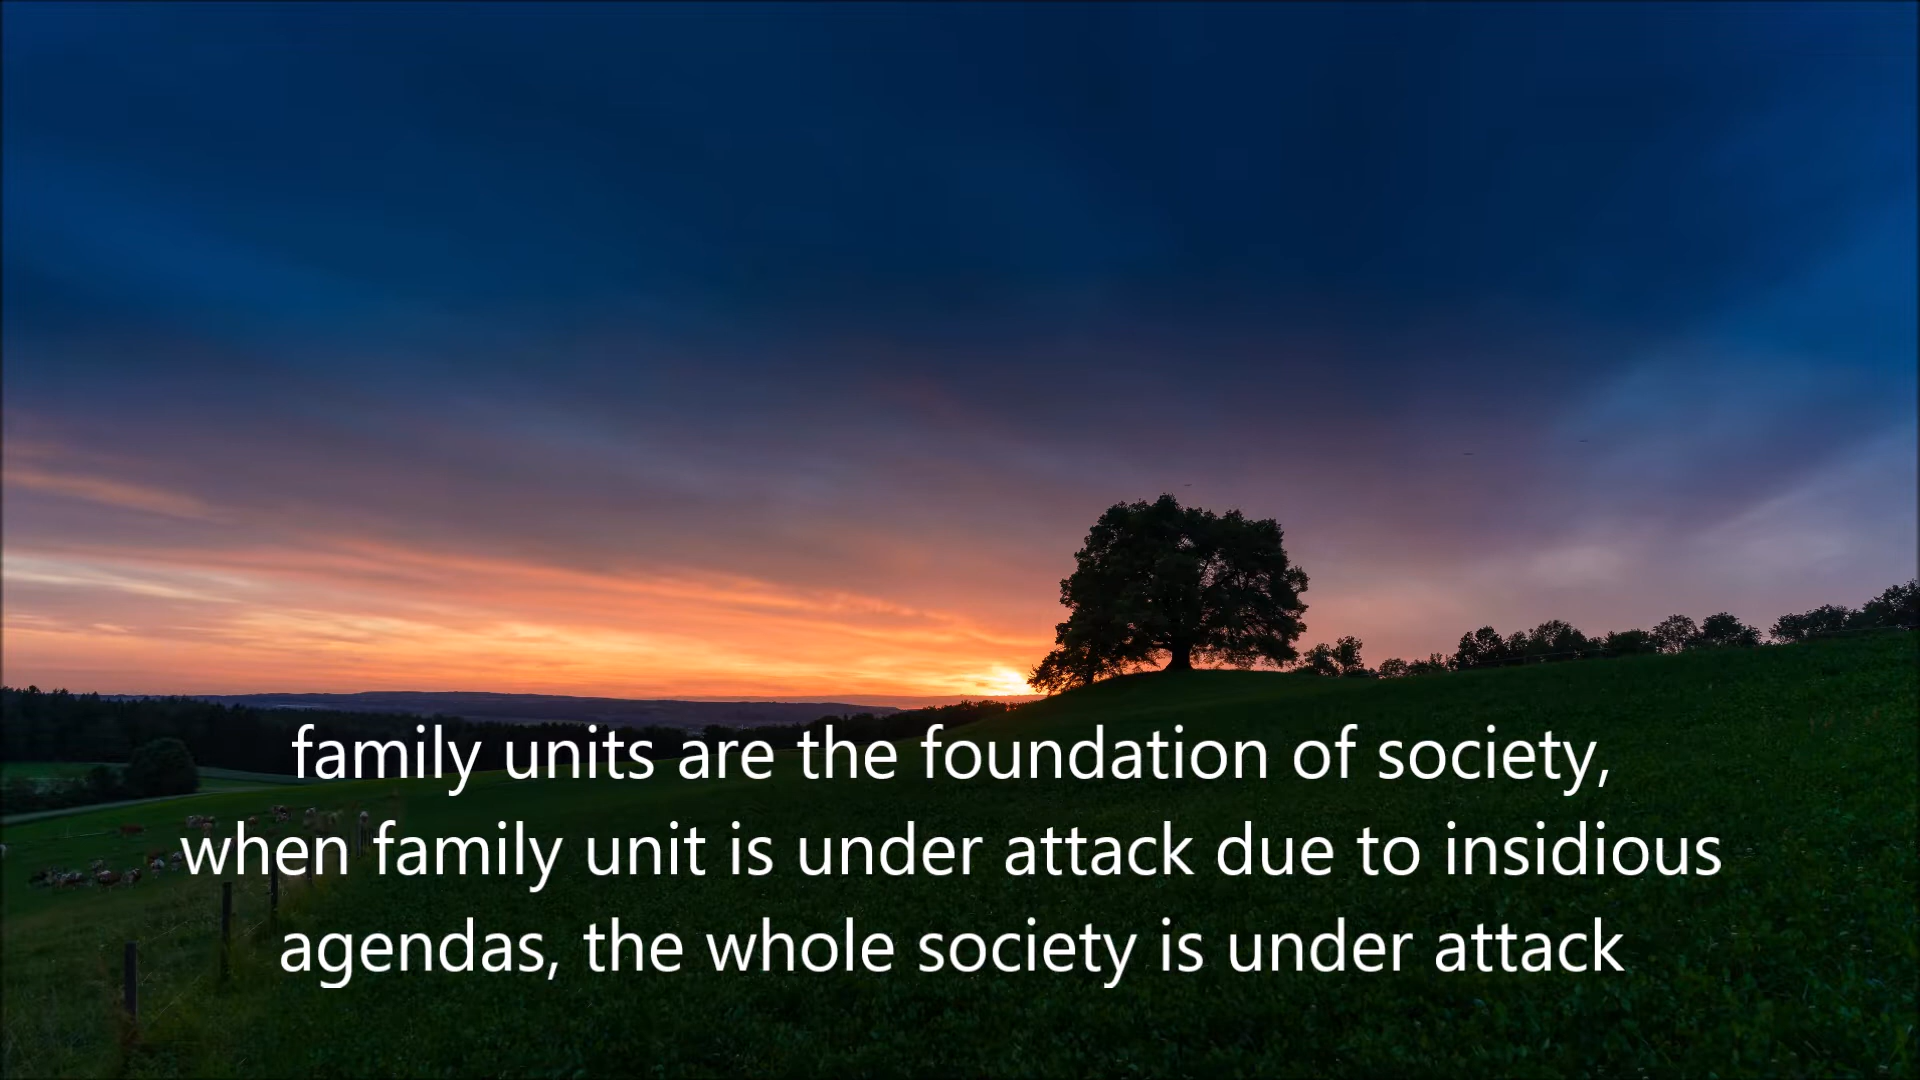 family units are the foundation of society,
when family unit is under attack due to insidious
agendas, the whole society is under attack